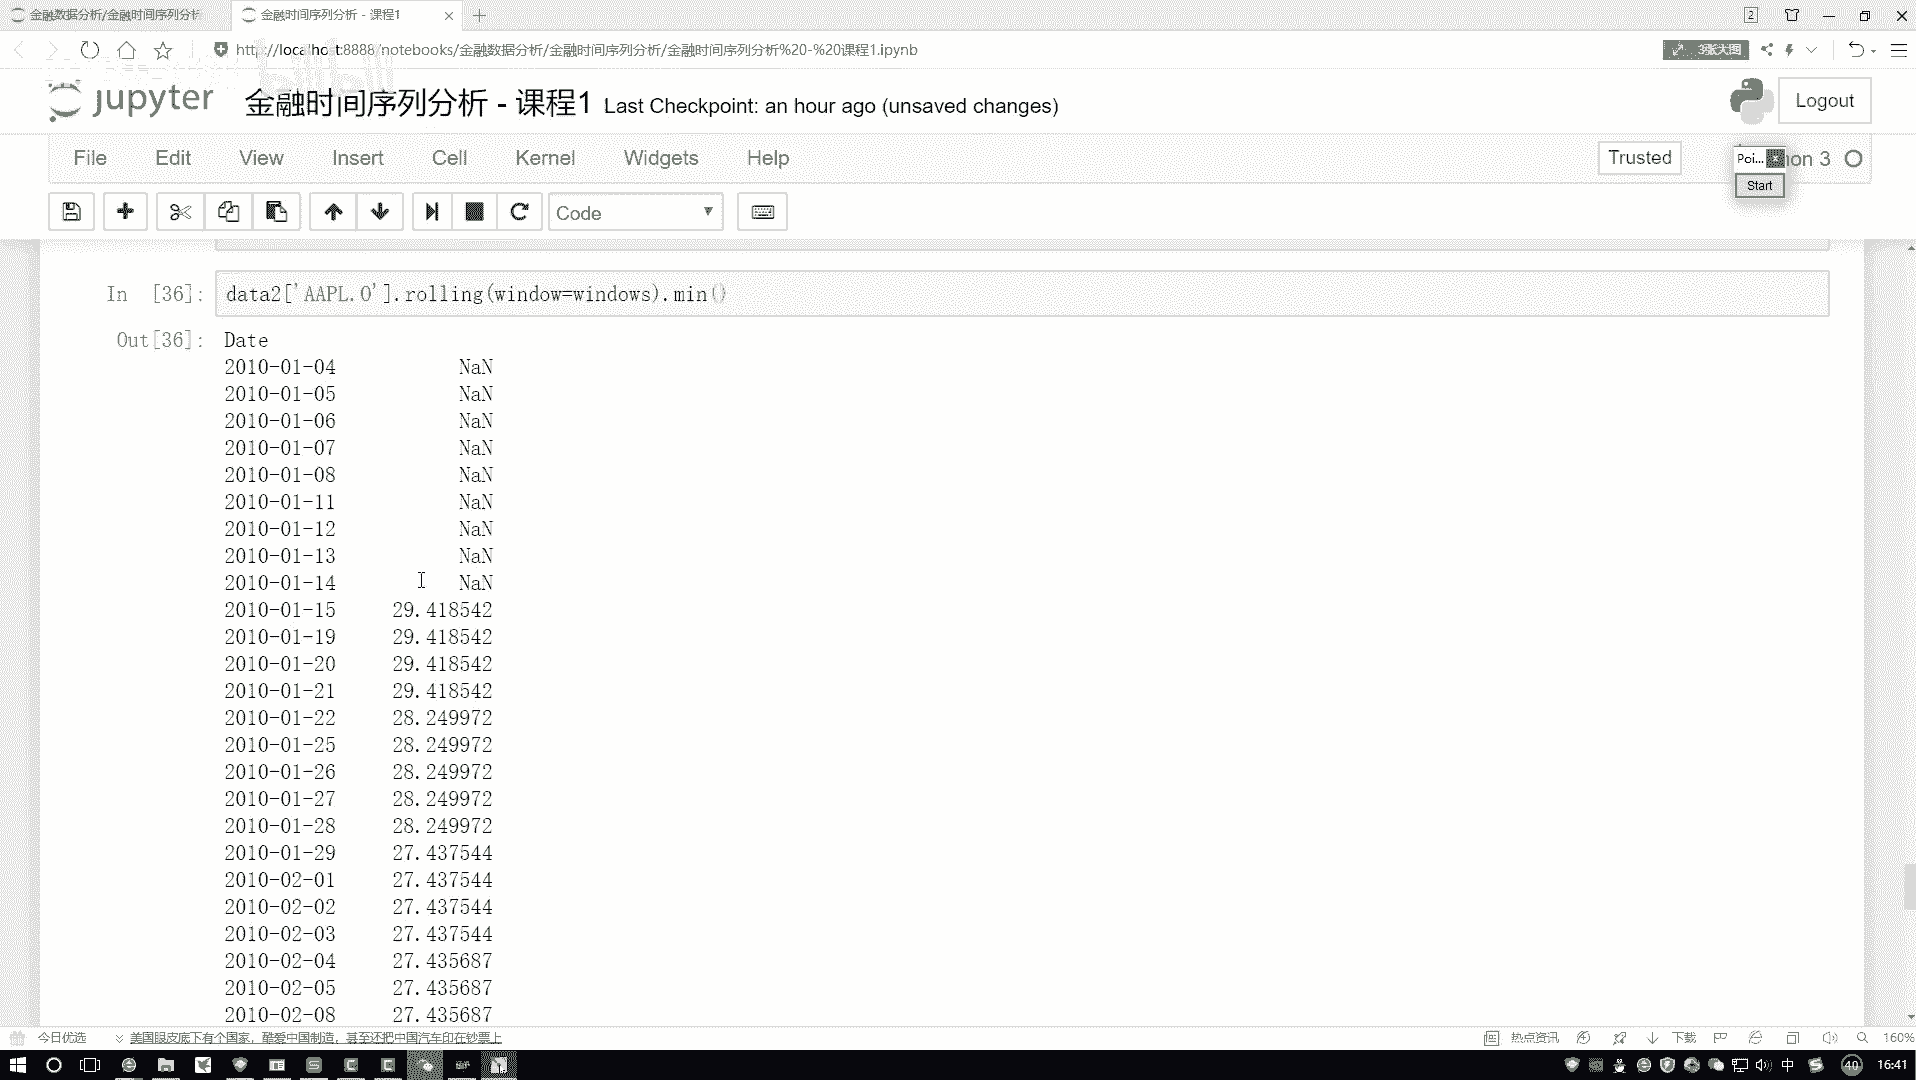 金融数据分析/金融时间序列分析
金融时间序列分析 - 课程1
2
http://localhost:8888/notebooks/金融数据分析/金融时间序列分析/金融时间序列分析%20-%20课程1.ipynb
3张大图
jupyter 金融时间序列分析 - 课程1 Last Checkpoint: an hour ago (unsaved changes)
Logout
File Edit View Insert Cell Kernel Widgets Help
Trusted
Poi...
hon 3
Start
Code
In [36]: data2['AAPL.O'].rolling(window=windows).min()
Out[36]: Date
2010-01-04 NaN
2010-01-05 NaN
2010-01-06 NaN
2010-01-07 NaN
2010-01-08 NaN
2010-01-11 NaN
2010-01-12 NaN
2010-01-13 NaN
2010-01-14 NaN
2010-01-15 29.418542
2010-01-19 29.418542
2010-01-20 29.418542
2010-01-21 29.418542
2010-01-22 28.249972
2010-01-25 28.249972
2010-01-26 28.249972
2010-01-27 28.249972
2010-01-28 28.249972
2010-01-29 27.437544
2010-02-01 27.437544
2010-02-02 27.437544
2010-02-03 27.437544
2010-02-04 27.435687
2010-02-05 27.435687
2010-02-08 27.435687
今日优选
美国眼皮底下有个国家，酷爱中国制造，甚至还把中国汽车印在钞票上
热点资讯
下载
160%
中
40
16:41